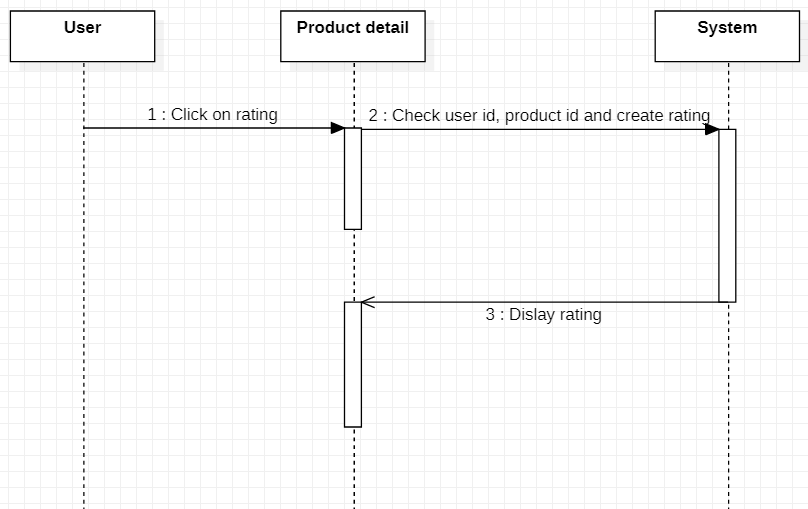 User
Product detail
System
1 : Click on rating
2 : Check user id, product id and create rating
3 : Dislay rating